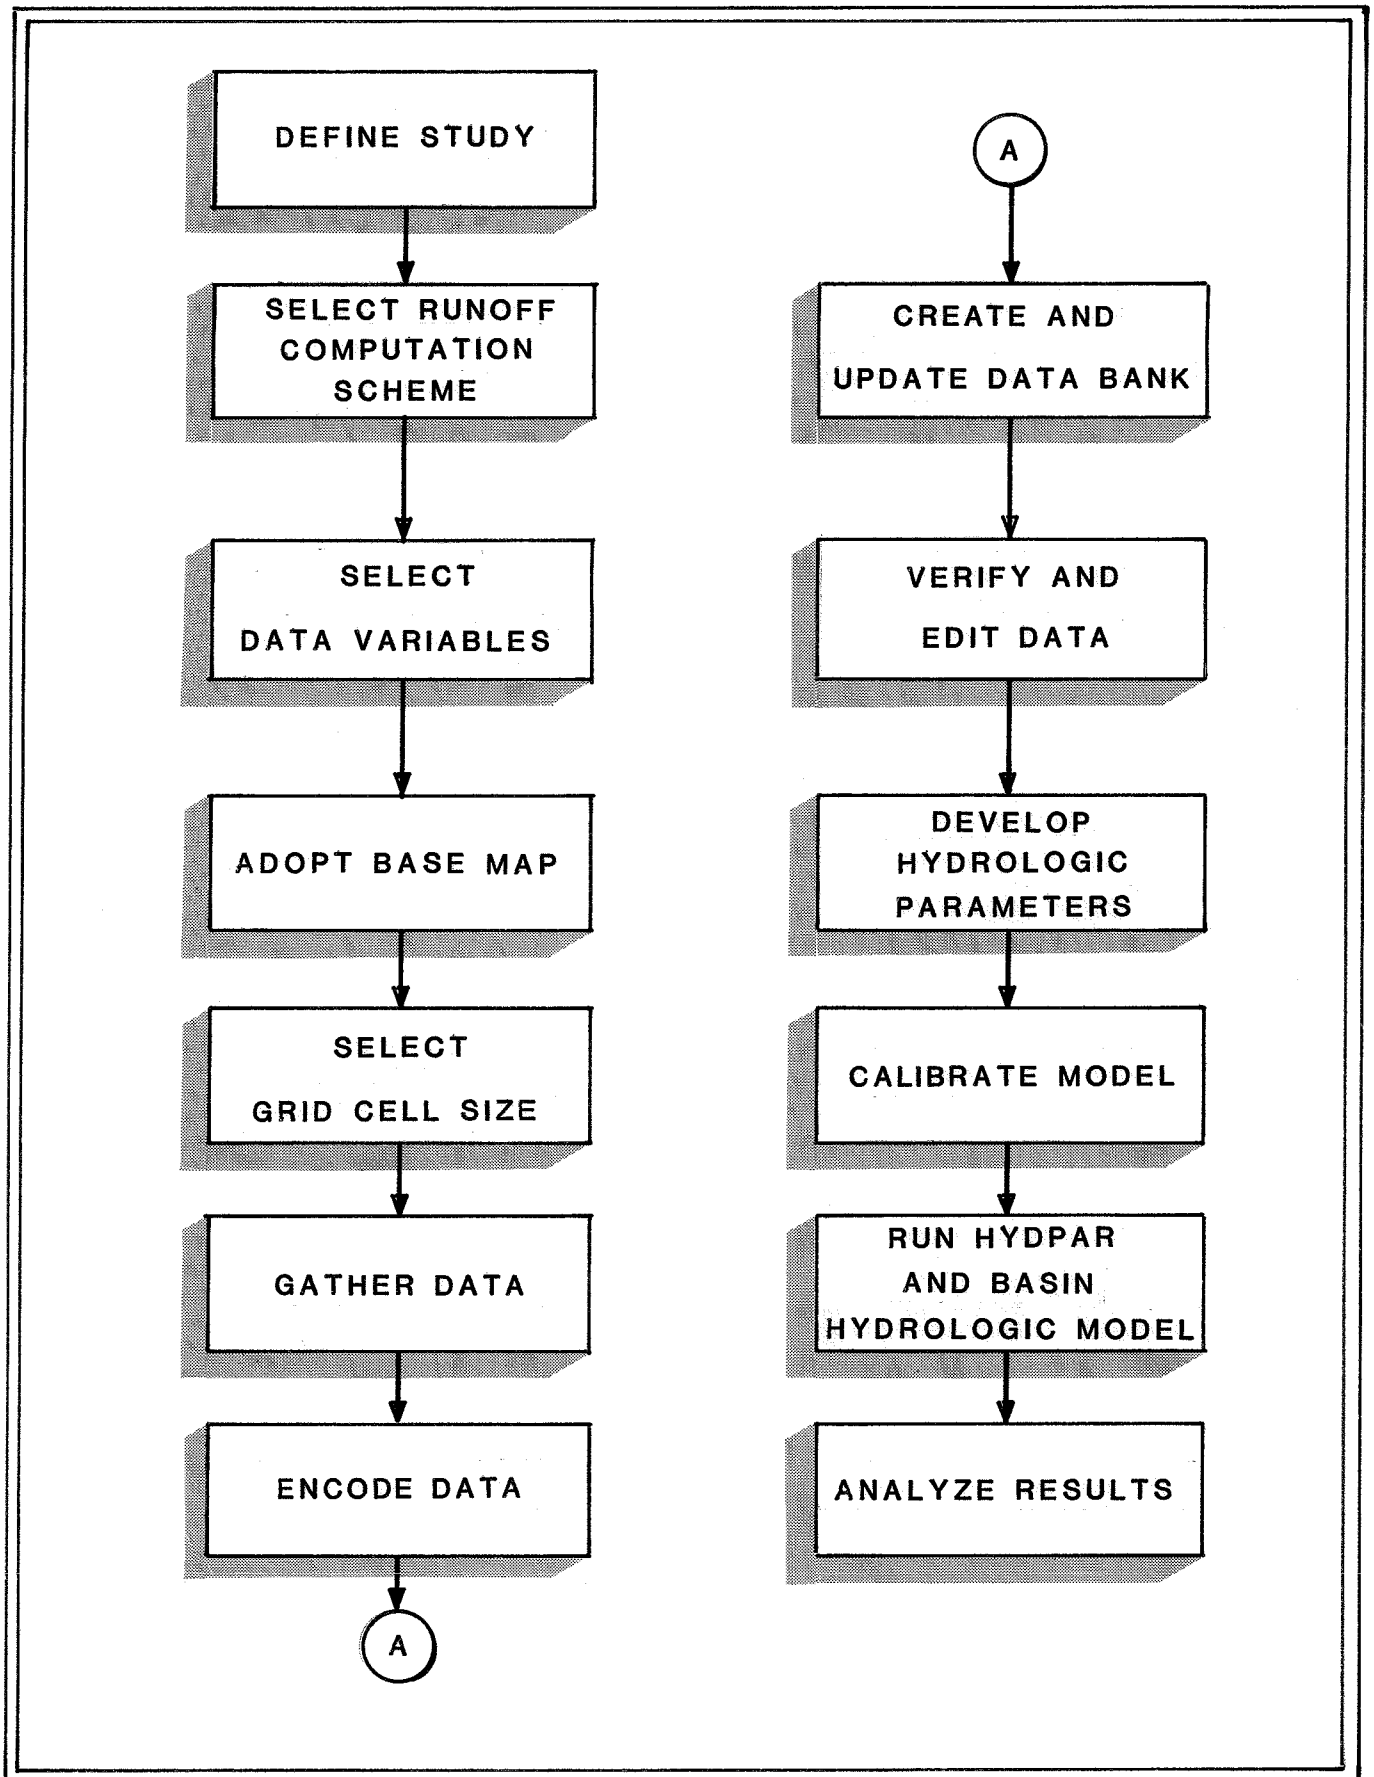 DEFINE STUDY
SELECT RUNOFF
COMPUTATION
SCHEME
SELECT
DATA VARIABLES
ADOPT BASE MAP
SELECT
GRID CELL SIZE
GATHER DATA
ENCODE DATA
A
A
CREATE AND
UPDATE DATA BANK
VERIFY AND
EDIT DATA
DEVELOP
HYDROLOGIC
PARAMETERS
CALIBRATE MODEL
RUN HYDPAR
AND BASIN
HYDROLOGIC MODEL
ANALYZE RESULTS